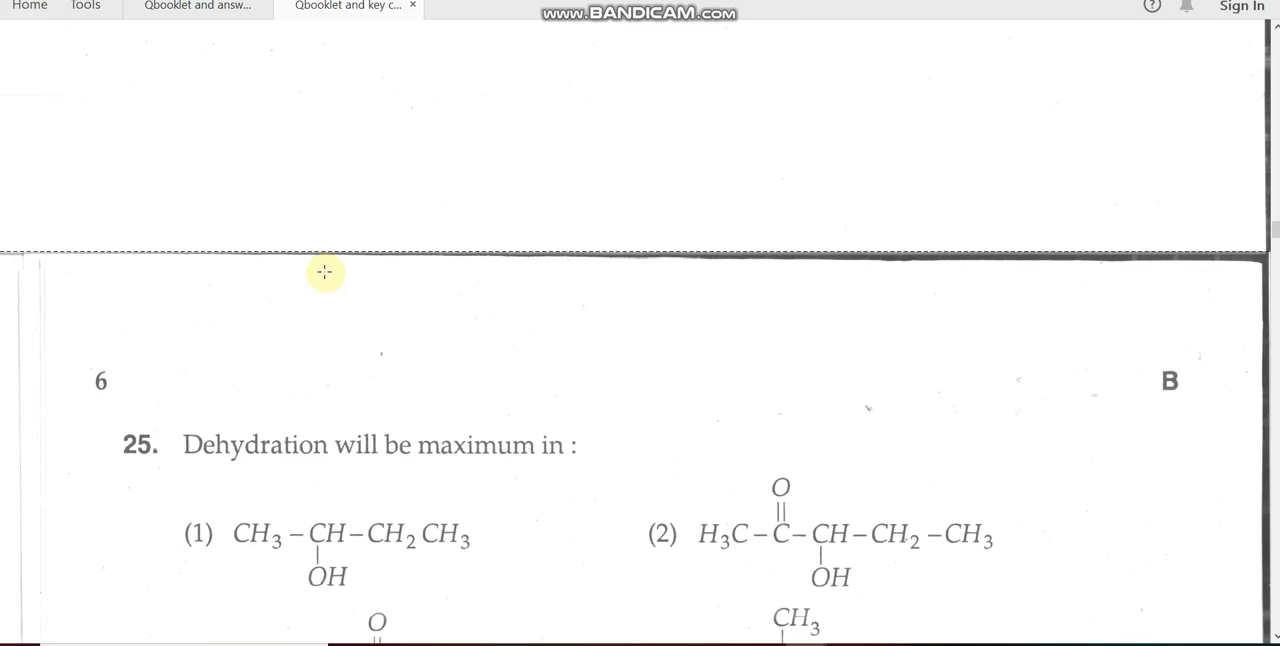 Home Tools Qbooklet and answ... Qbooklet and key c... × www.BANDICAM.com ? Sign In
6 B
25. Dehydration will be maximum in :
O
||
(1) CH₃ – CH – CH₂ CH₃ (2) H₃C – C – CH – CH₂ – CH₃
| |
OH OH
O CH₃
|| |